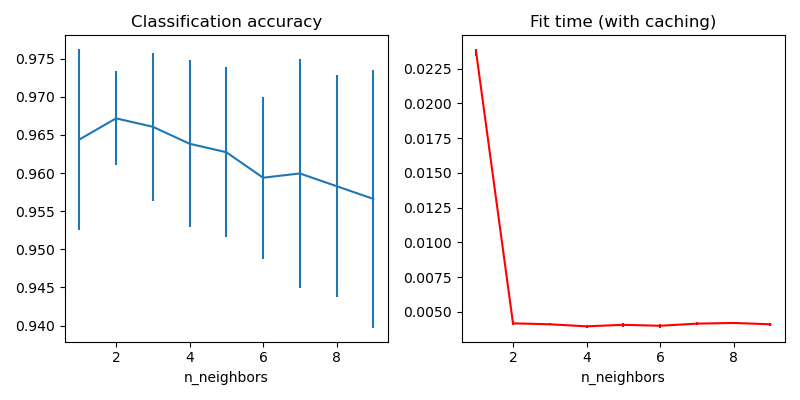 Classification accuracy
0.975
0.970
0.965
0.960
0.955
0.950
0.945
0.940
2 4 6 8
n_neighbors
Fit time (with caching)
0.0225
0.0200
0.0175
0.0150
0.0125
0.0100
0.0075
0.0050
2 4 6 8
n_neighbors